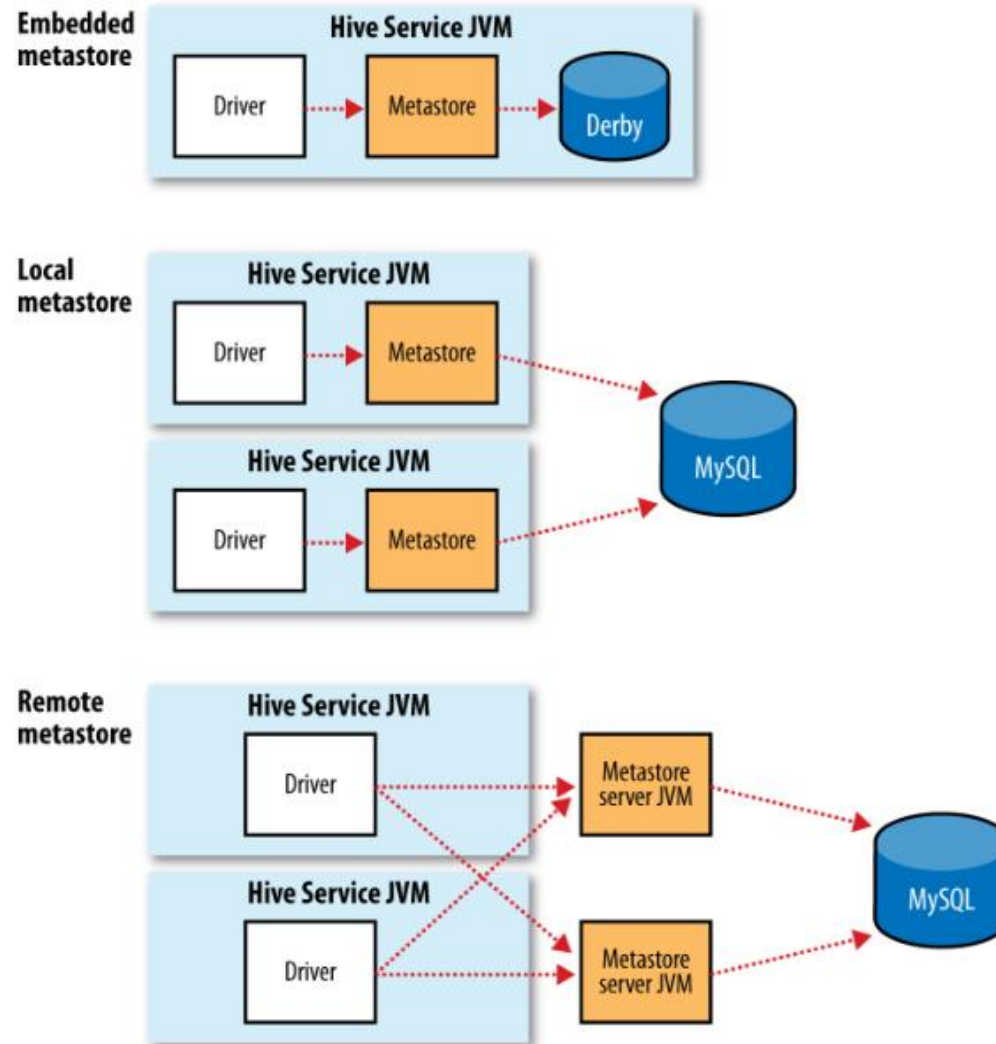 Embedded
metastore
Hive Service JVM
Driver
Metastore
Derby
Local
metastore
Hive Service JVM
Driver
Metastore
Hive Service JVM
Driver
Metastore
MySQL
Remote
metastore
Hive Service JVM
Driver
Metastore
server JVM
Hive Service JVM
Driver
Metastore
server JVM
MySQL